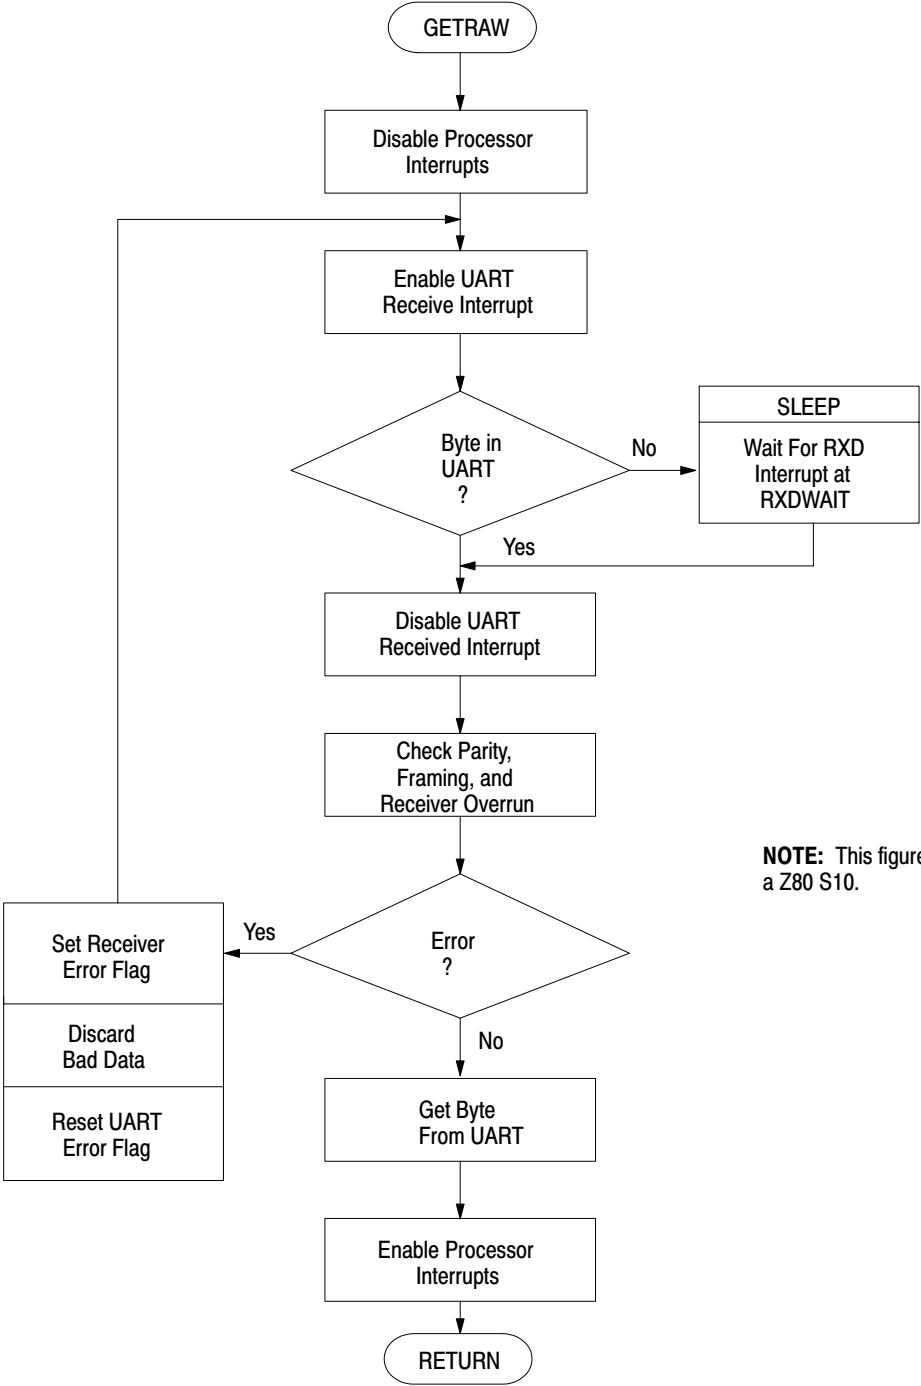 GETRAW
Disable Processor
Interrupts
Enable UART
Receive Interrupt
Byte in
UART
?
No
SLEEP
Wait For RXD
Interrupt at
RXDWAIT
Yes
Disable UART
Received Interrupt
Check Parity,
Framing, and
Receiver Overrun
NOTE: This figure
a Z80 S10.
Error
?
Yes
Set Receiver
Error Flag
Discard
Bad Data
Reset UART
Error Flag
No
Get Byte
From UART
Enable Processor
Interrupts
RETURN